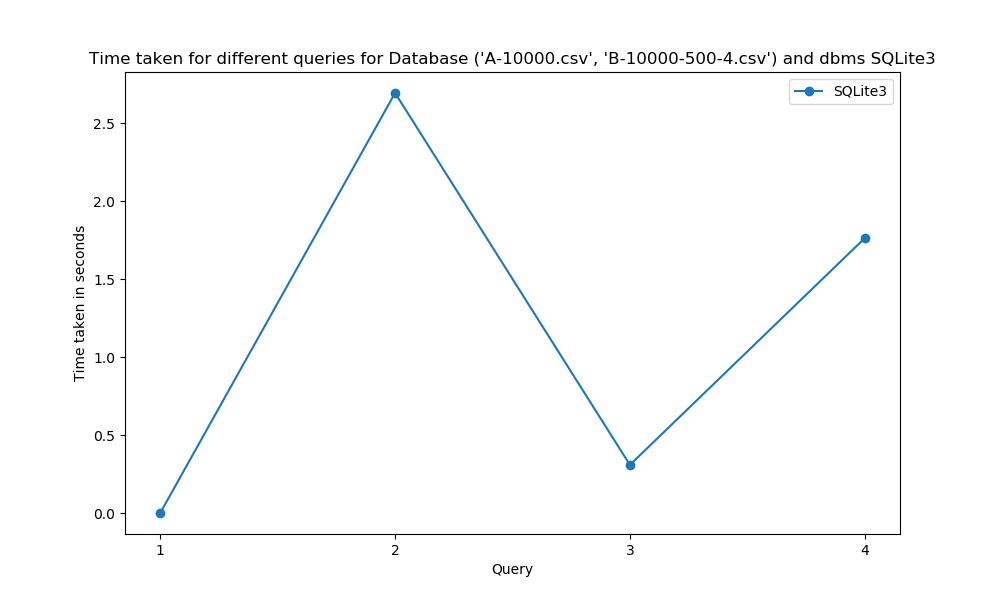 Time taken for different queries for Database ('A-10000.csv', 'B-10000-500-4.csv') and dbms SQLite3
SQLite3
2.5
2.0
1.5
1.0
0.5
0.0
Time taken in seconds
1 2 3 4
Query